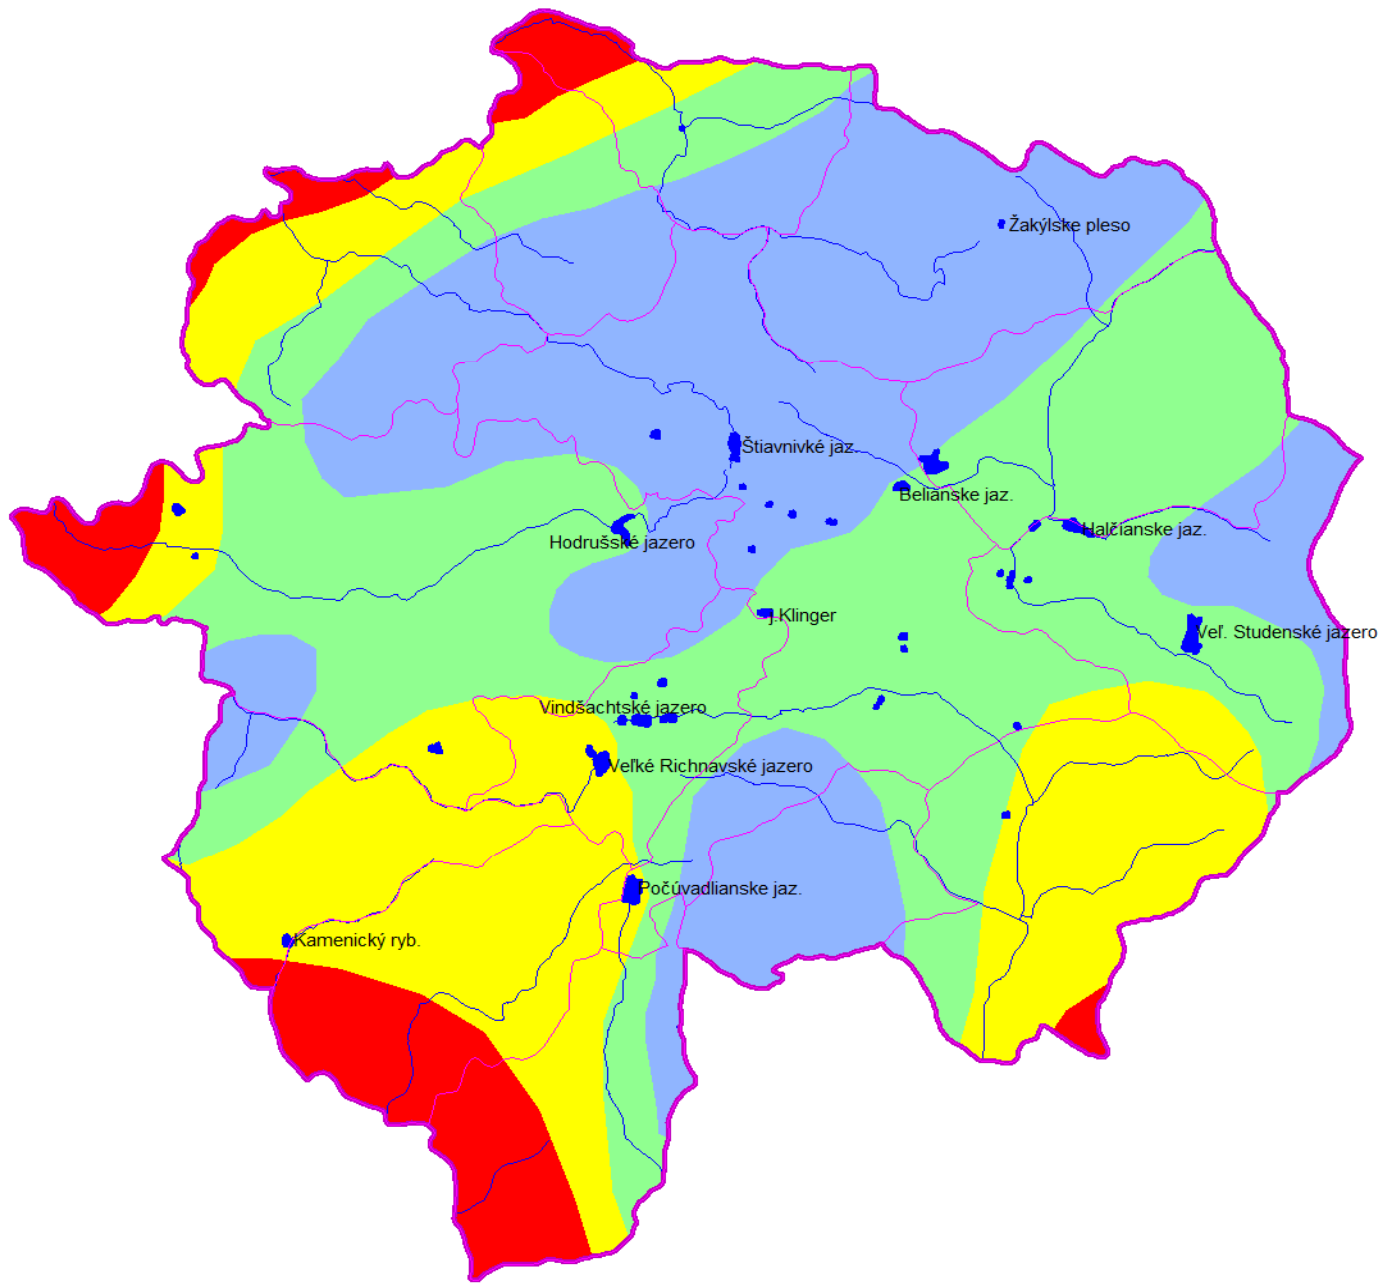 Žakýlske pleso
Štiavnivké jaz.
Belianske jaz.
Halčianske jaz.
Hodrušské jazero
j.Klinger
Veľ. Studenské jazero
Vindšachtské jazero
Veľké Richnavské jazero
Počúvadlianske jaz.
Kamenický ryb.